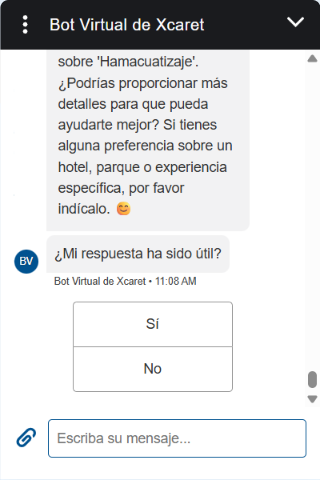 Bot Virtual de Xcaret
sobre 'Hamacuatizaje'.
¿Podrías proporcionar más
detalles para que pueda
ayudarte mejor? Si tienes
alguna preferencia sobre un
hotel, parque o experiencia
específica, por favor
indícalo. 😊
¿Mi respuesta ha sido útil?
BV
Bot Virtual de Xcaret • 11:08 AM
Sí
No
Escriba su mensaje...